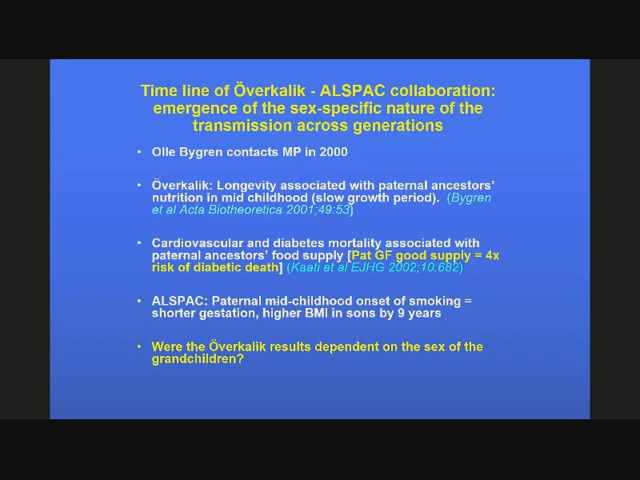 Time line of Överkalik - ALSPAC collaboration:
emergence of the sex-specific nature of the
transmission across generations
• Olle Bygren contacts MP in 2000
• Överkalik: Longevity associated with paternal ancestors'
nutrition in mid childhood (slow growth period). (Bygren
et al Acta Biotheoretica 2001;49:53)
• Cardiovascular and diabetes mortality associated with
paternal ancestors' food supply [Pat GF good supply = 4x
risk of diabetic death] (Kaati et al EJHG 2002;10.682)
• ALSPAC: Paternal mid-childhood onset of smoking =
shorter gestation, higher BMI in sons by 9 years
• Were the Överkalik results dependent on the sex of the
grandchildren?